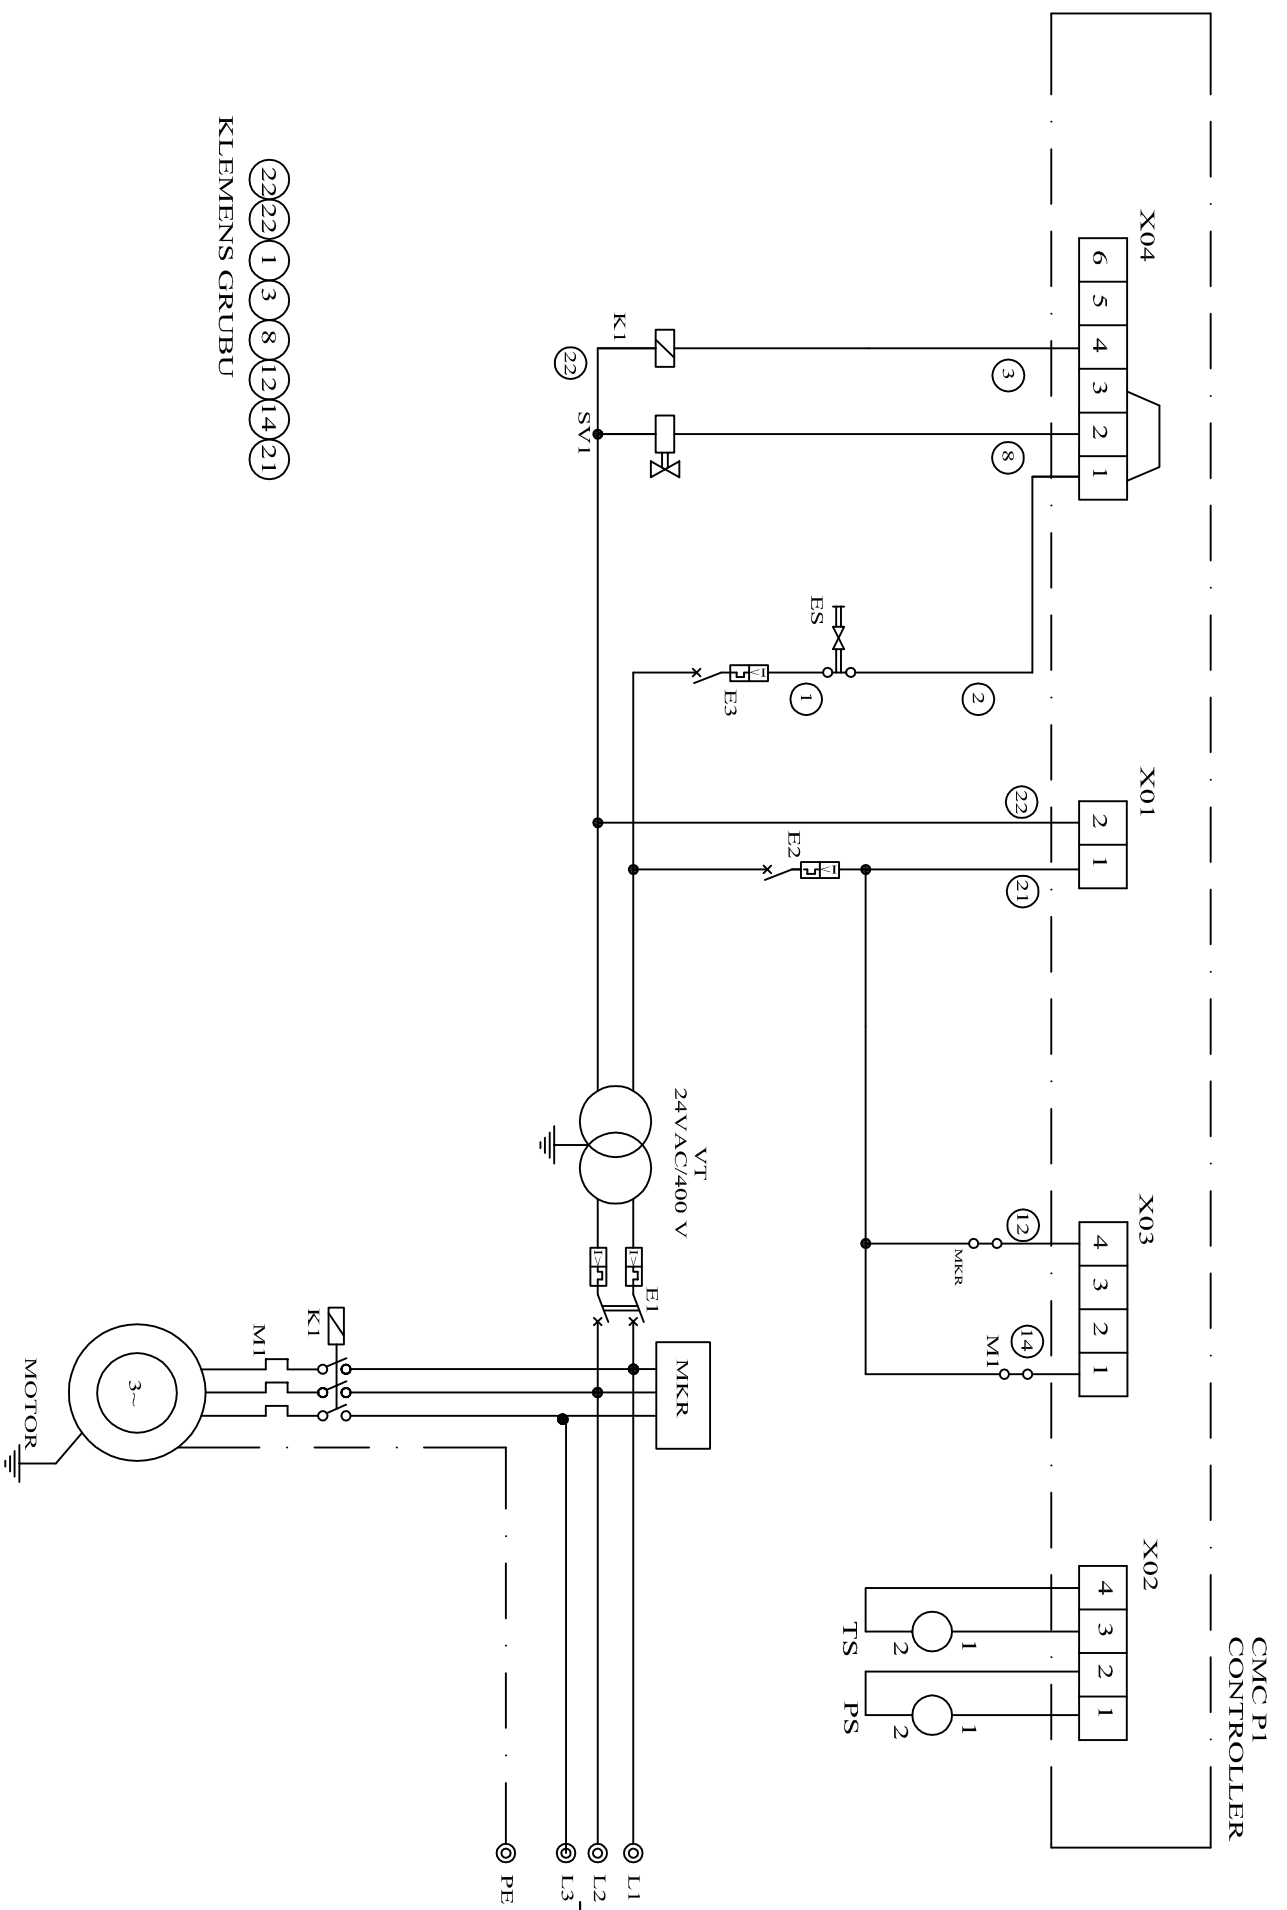 CMC P1
CONTROLLER
X04
6 5 4 3 2 1
X01
2 1
X03
4 3 2 1
X02
4 3 2 1
3
8
2
22
21
12
14
MKR
M1
1
2
TS
1
2
PS
ES
1
E3
I>
E2
I>
K1
22
SV1
VT
24VAC/400 V
I>
I>
E1
MKR
K1
M1
3~
MOTOR
L1
L2
L3
PE
22 22 1 3 8 12 14 21
KLEMENS GRUBU